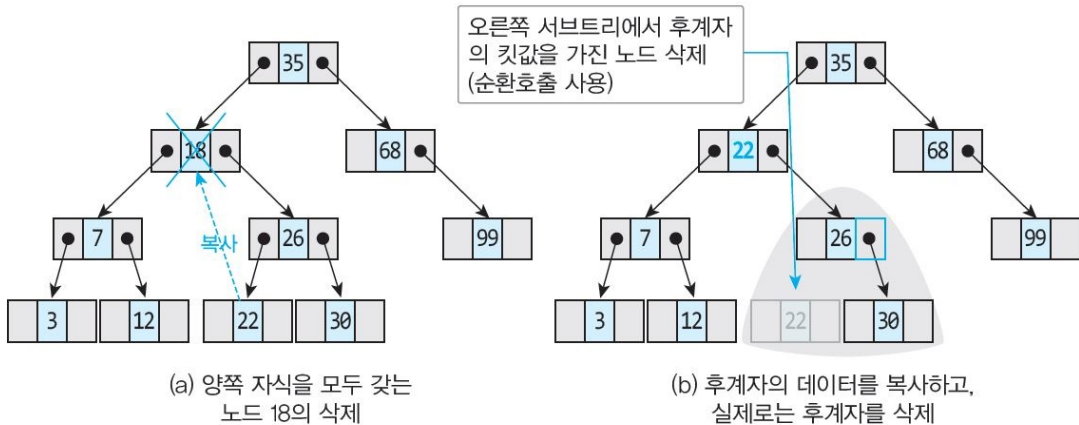 오른쪽 서브트리에서 후계자
의 킷값을 가진 노드 삭제
(순환호출 사용)
35
18
68
7
복사
26
99
3
12
22
30
(a) 양쪽 자식을 모두 갖는
노드 18의 삭제
35
22
68
7
26
99
3
12
22
30
(b) 후계자의 데이터를 복사하고,
실제로는 후계자를 삭제